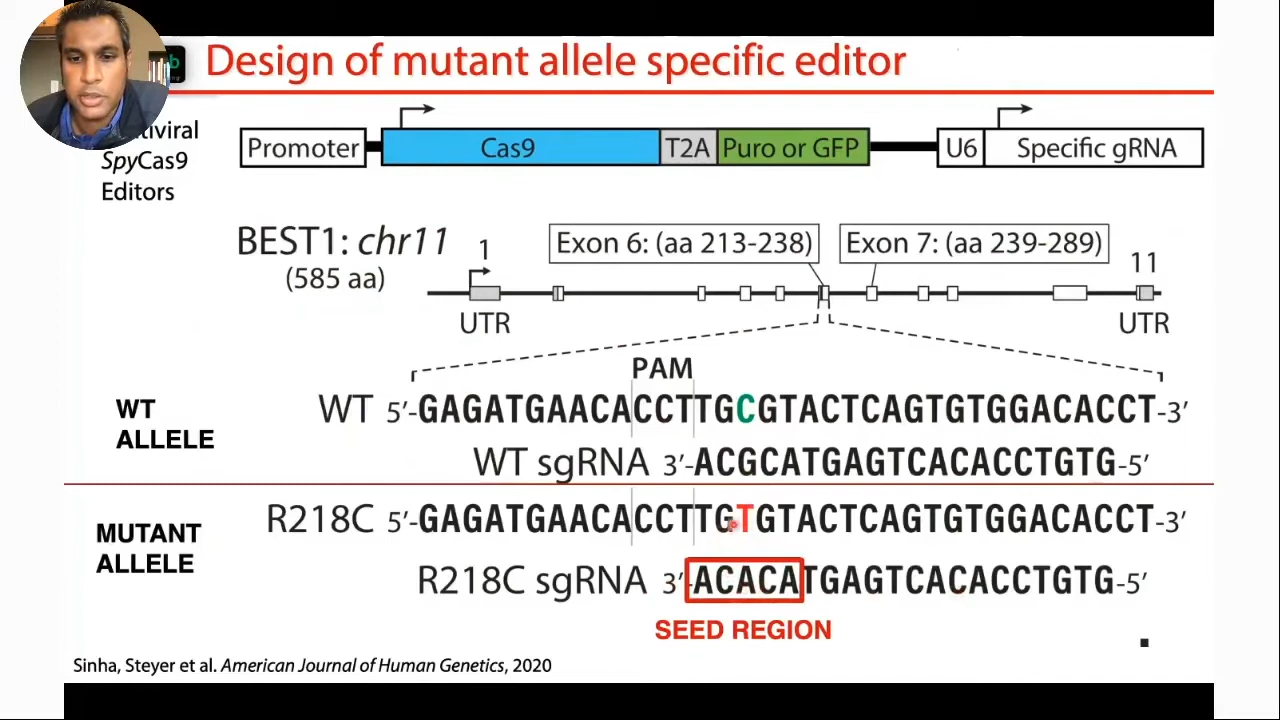 Design of mutant allele specific editor
SpyCas9
Editors
Promoter Cas9 T2A Puro or GFP U6 Specific gRNA
BEST1: chr11
(585 aa)
1
Exon 6: (aa 213-238)
Exon 7: (aa 239-289)
11
UTR
UTR
PAM
WT
ALLELE
WT 5’-GAGATGAACACCTTGCGTACTCAGTGTGGACACCT-3’
WT sgRNA 3’-ACGCATGAGTCACACCTGTG-5’
MUTANT
ALLELE
R218C 5’-GAGATGAACACCTTGTGTACTCAGTGTGGACACCT-3’
R218C sgRNA 3’-ACACATGAGTCACACCTGTG-5’
SEED REGION
Sinha, Steyer et al. American Journal of Human Genetics, 2020